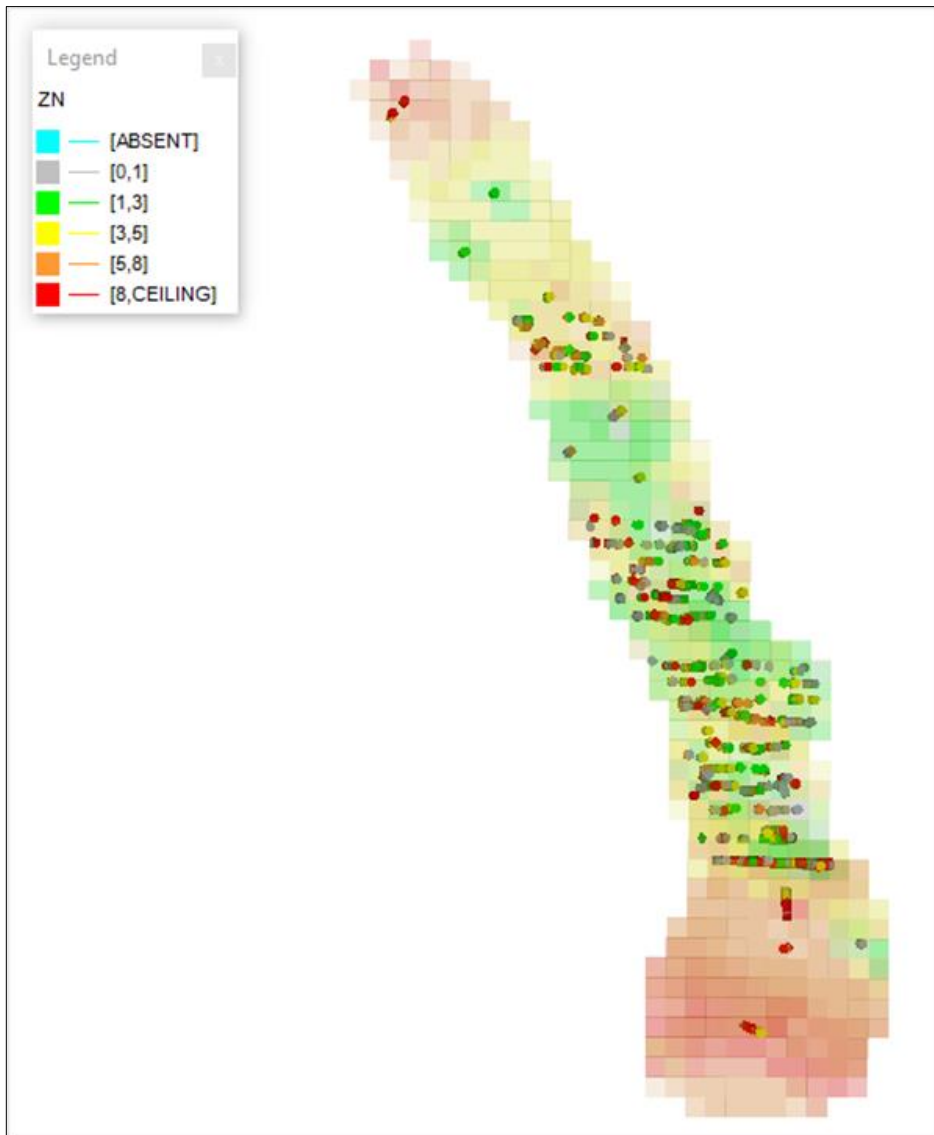 Legend
ZN
[ABSENT]
[0,1]
[1,3]
[3,5]
[5,8]
[8,CEILING]